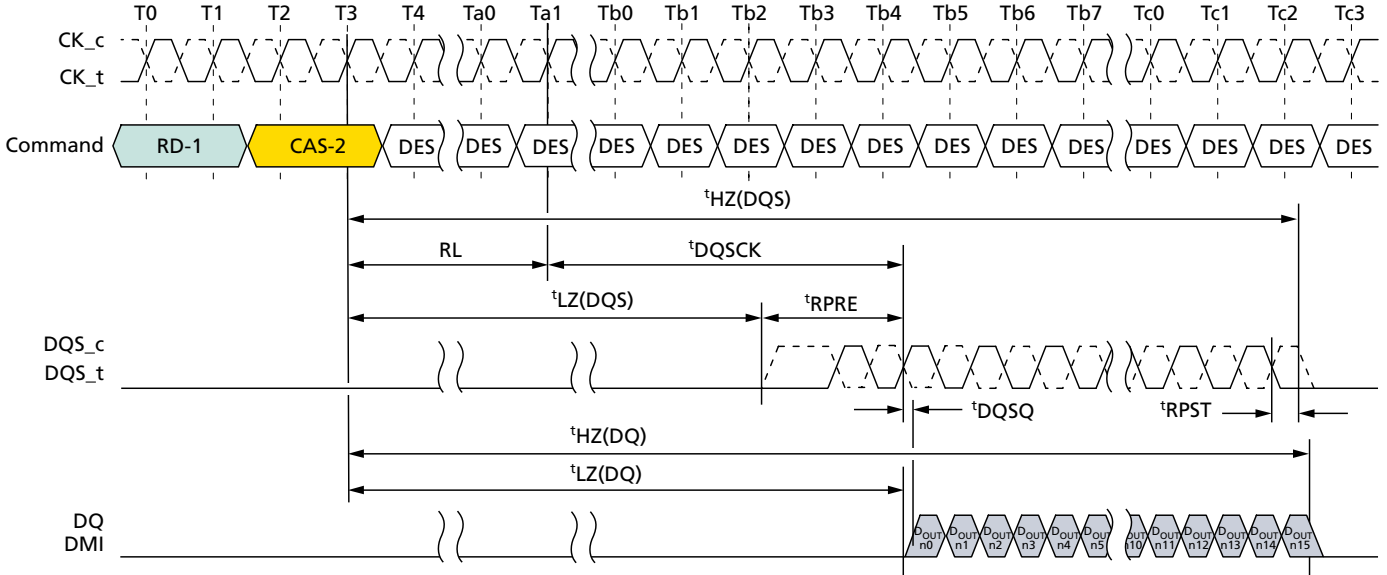 T0 T1 T2 T3 T4 Ta0 Ta1 Tb0 Tb1 Tb2 Tb3 Tb4 Tb5 Tb6 Tb7 Tc0 Tc1 Tc2 Tc3
CK_c
CK_t
Command RD-1 CAS-2 DES DES DES DES DES DES DES DES DES DES DES DES DES DES DES
tHZ(DQS)
RL tDQSCK
tLZ(DQS) tRPRE
DQS_c
DQS_t
tDQSQ tRPST
tHZ(DQ)
tLZ(DQ)
DQ
DMI
DOUT DOUT DOUT DOUT DOUT DOUT DOUT DOUT DOUT DOUT DOUT DOUT
n0 n1 n2 n3 n4 n5 n10 n11 n12 n13 n14 n15